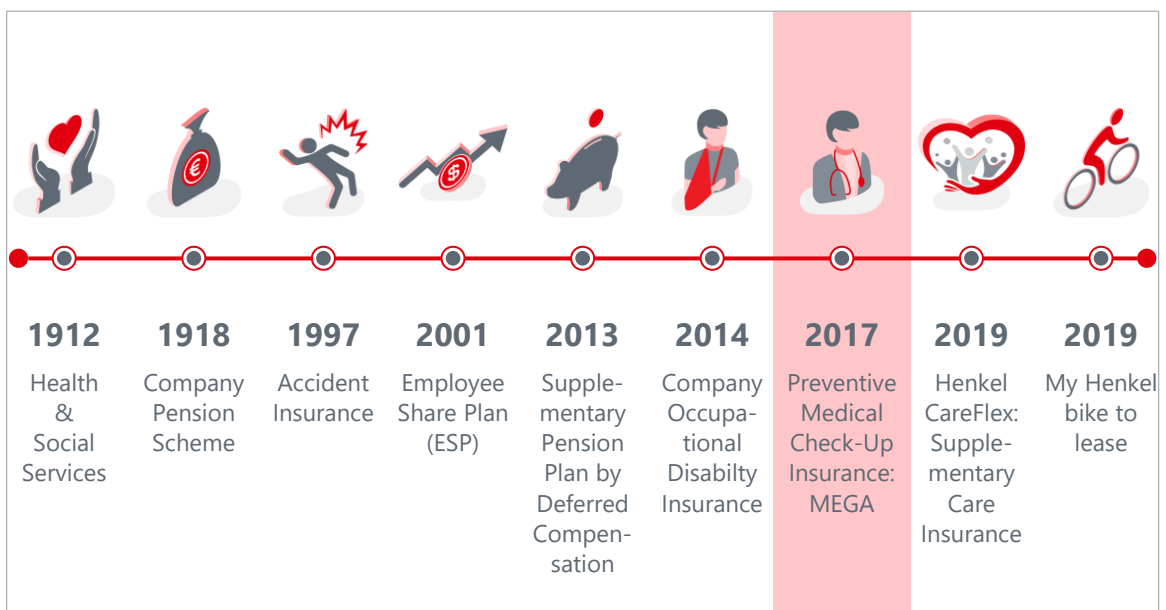 €
$
1912
Health
&
Social
Services
1918
Company
Pension
Scheme
1997
Accident
Insurance
2001
Employee
Share Plan
(ESP)
2013
Supple-
mentary
Pension
Plan by
Deferred
Compen-
sation
2014
Company
Occupa-
tional
Disabilty
Insurance
2017
Preventive
Medical
Check-Up
Insurance:
MEGA
2019
Henkel
CareFlex:
Supple-
mentary
Care
Insurance
2019
My Henkel
bike to
lease